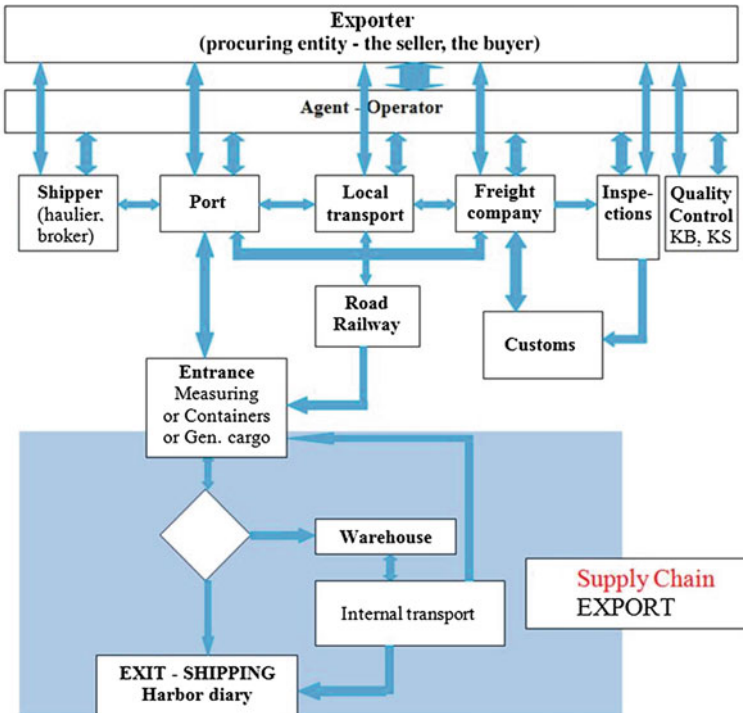 Exporter
(procuring entity - the seller, the buyer)
Agent - Operator
Shipper
(haulier,
broker)
Port
Local
transport
Freight
company
Inspe-
ctions
Quality
Control
KB, KS
Road
Railway
Customs
Entrance
Measuring
or Containers
or Gen. cargo
Warehouse
Internal transport
Supply Chain
EXPORT
EXIT - SHIPPING
Harbor diary